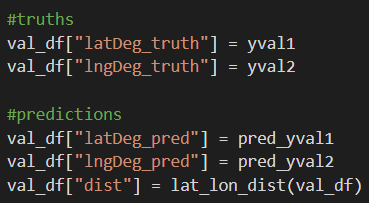 #truths
val_df["latDeg_truth"] = yval1
val_df["lngDeg_truth"] = yval2
#predictions
val_df["latDeg_pred"] = pred_yval1
val_df["lngDeg_pred"] = pred_yval2
val_df["dist"] = lat_lon_dist(val_df)